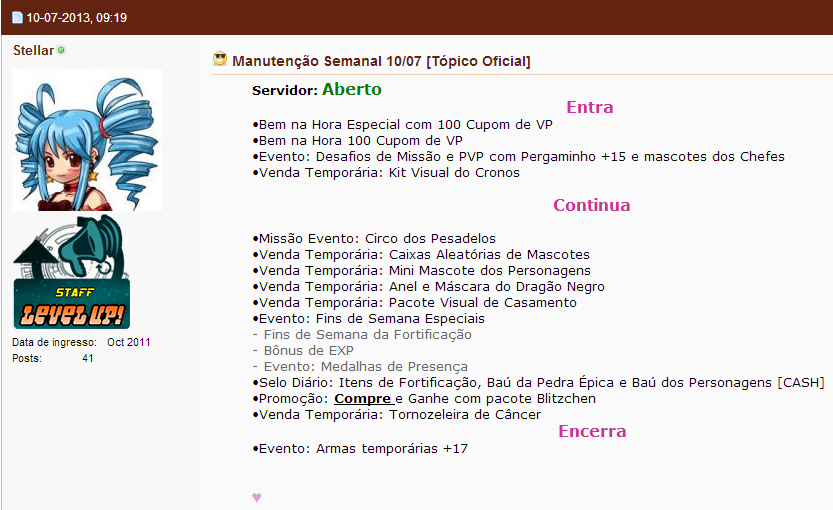 10-07-2013, 09:19
Stellar
Manutenção Semanal 10/07 [Tópico Oficial]
Servidor: Aberto
Entra
•Bem na Hora Especial com 100 Cupom de VP
•Bem na Hora 100 Cupom de VP
•Evento: Desafios de Missão e PVP com Pergaminho +15 e mascotes dos Chefes
•Venda Temporária: Kit Visual do Cronos
Continua
•Missão Evento: Circo dos Pesadelos
•Venda Temporária: Caixas Aleatórias de Mascotes
•Venda Temporária: Mini Mascote dos Personagens
•Venda Temporária: Anel e Máscara do Dragão Negro
•Venda Temporária: Pacote Visual de Casamento
•Evento: Fins de Semana Especiais
- Fins de Semana da Fortificação
- Bônus de EXP
- Evento: Medalhas de Presença
•Selo Diário: Itens de Fortificação, Baú da Pedra Épica e Baú dos Personagens [CASH]
•Promoção: Compre e Ganhe com pacote Blitzchen
•Venda Temporária: Tornozeleira de Câncer
Encerra
•Evento: Armas temporárias +17
♥
STAFF
LEVEL UP!
Data de ingresso: Oct 2011
Posts: 41